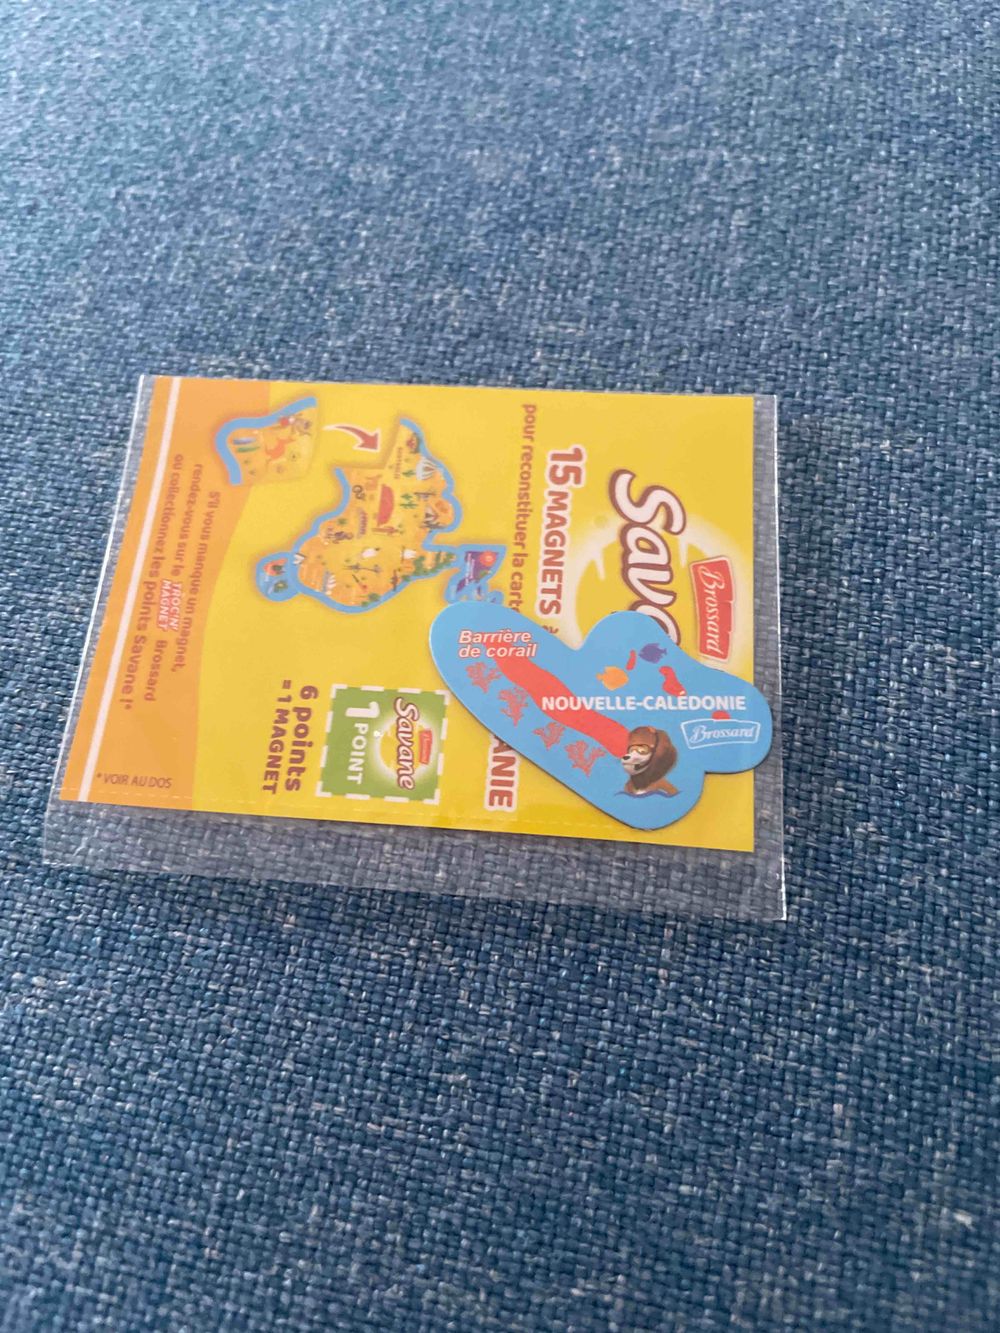 Brossard
15 MAGNETS
pour reconstituer la
ANIE
Barrière
de corail
NOUVELLE-CALÉDONIE
Brossard
Savane
1 POINT
6 points
= 1 MAGNET
S'il vous manque un magnet,
rendez-vous sur le TROC'IN MAGNET Brossard
ou collectionnez les points Savane !*
* VOIR AU DOS